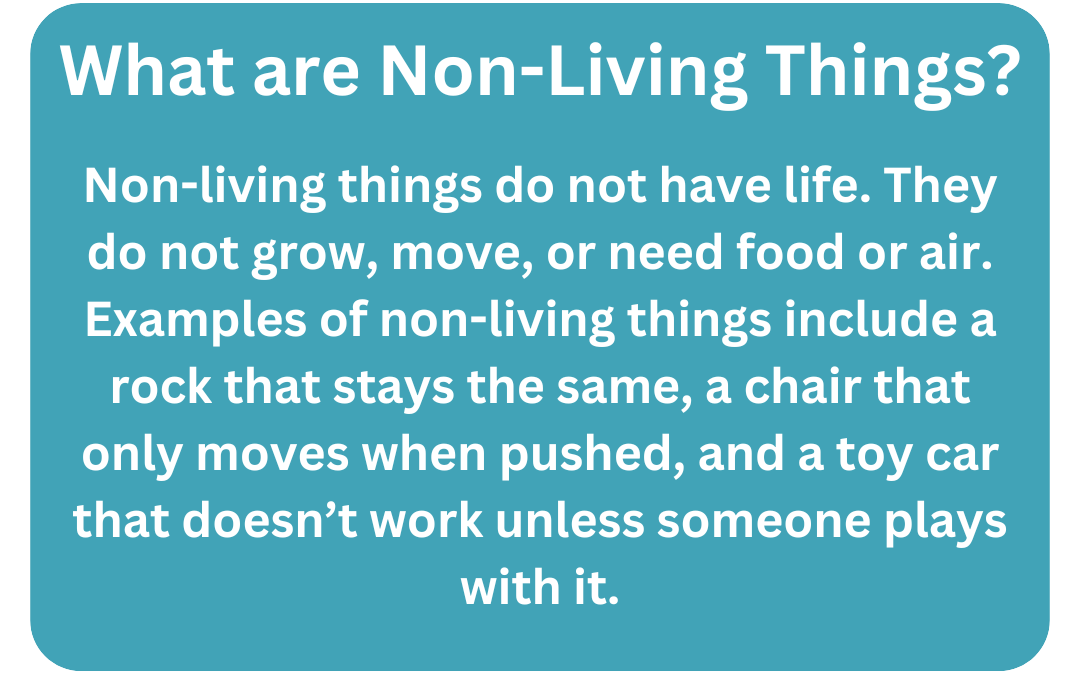 What are Non-Living Things?
Non-living things do not have life. They
do not grow, move, or need food or air.
Examples of non-living things include a
rock that stays the same, a chair that
only moves when pushed, and a toy car
that doesn’t work unless someone plays
with it.